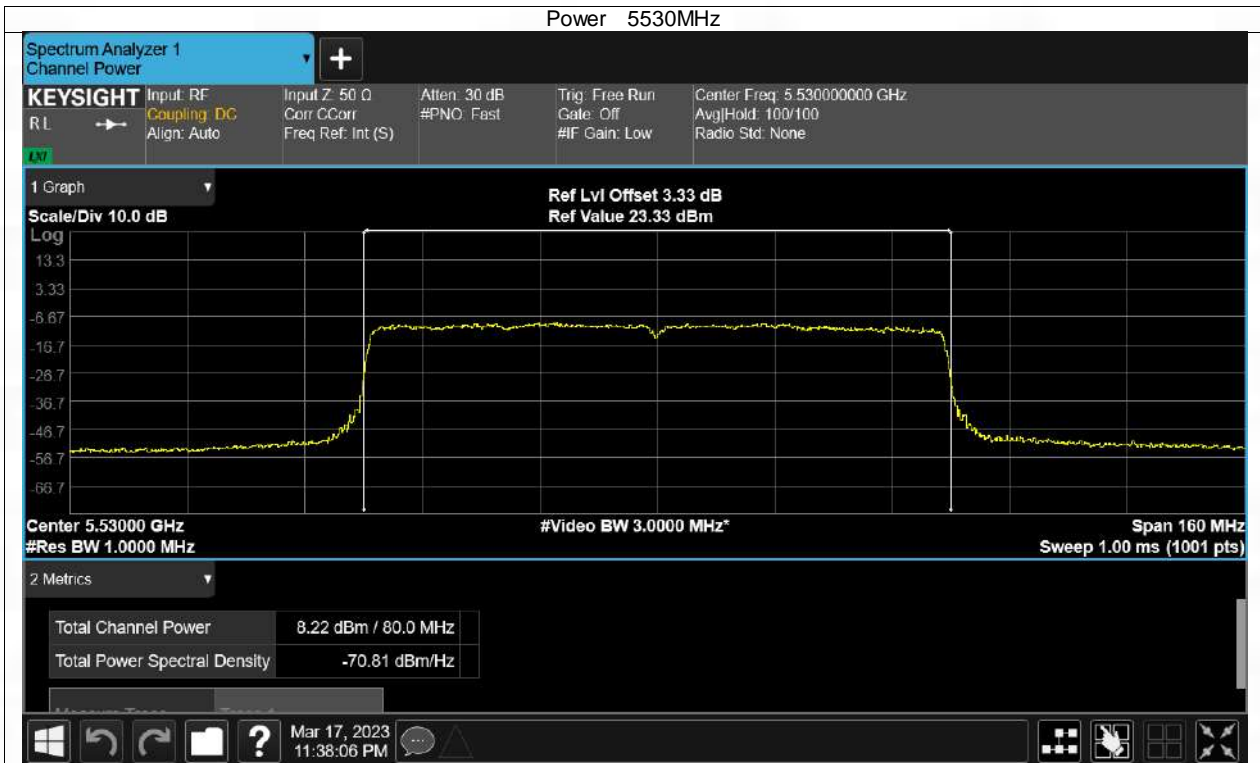 Power 5530MHz
Spectrum Analyzer 1
Channel Power
+
KEYSIGHT
RL
LXI
Input: RF
Coupling: DC
Align: Auto
Input Z: 50 Ω
Corr CCorr
Freq Ref: Int (S)
Atten: 30 dB
#PNO: Fast
Trig: Free Run
Gate: Off
#IF Gain: Low
Center Freq: 5.530000000 GHz
Avg|Hold: 100/100
Radio Std: None
1 Graph
Scale/Div 10.0 dB
Ref Lvl Offset 3.33 dB
Ref Value 23.33 dBm
Log
13.3
3.33
-6.67
-16.7
-26.7
-36.7
-46.7
-56.7
-66.7
Center 5.53000 GHz
#Res BW 1.0000 MHz
#Video BW 3.0000 MHz*
Span 160 MHz
Sweep 1.00 ms (1001 pts)
2 Metrics
Total Channel Power 8.22 dBm / 80.0 MHz
Total Power Spectral Density -70.81 dBm/Hz
?
Mar 17, 2023
11:38:06 PM